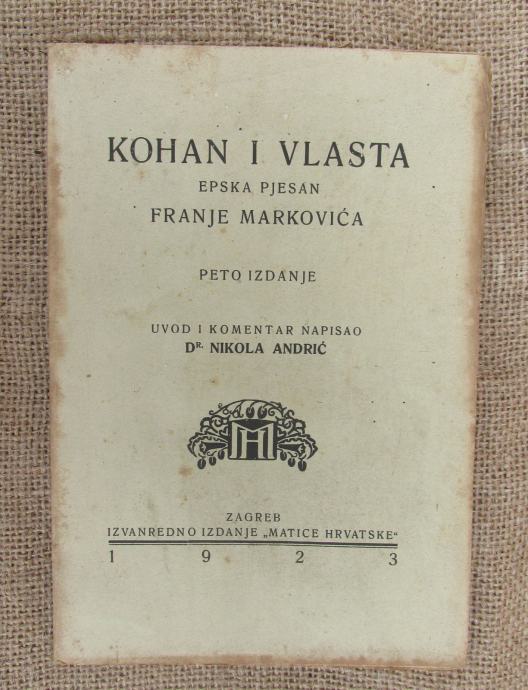 KOHAN I VLASTA
EPSKA PJESAN
FRANJE MARKOVIĆA
PETO IZDANJE
UVOD I KOMENTAR NAPISAO
DR. NIKOLA ANDRIĆ
MH
ZAGREB
IZVANREDNO IZDANJE „MATICE HRVATSKE“
1 9 2 3